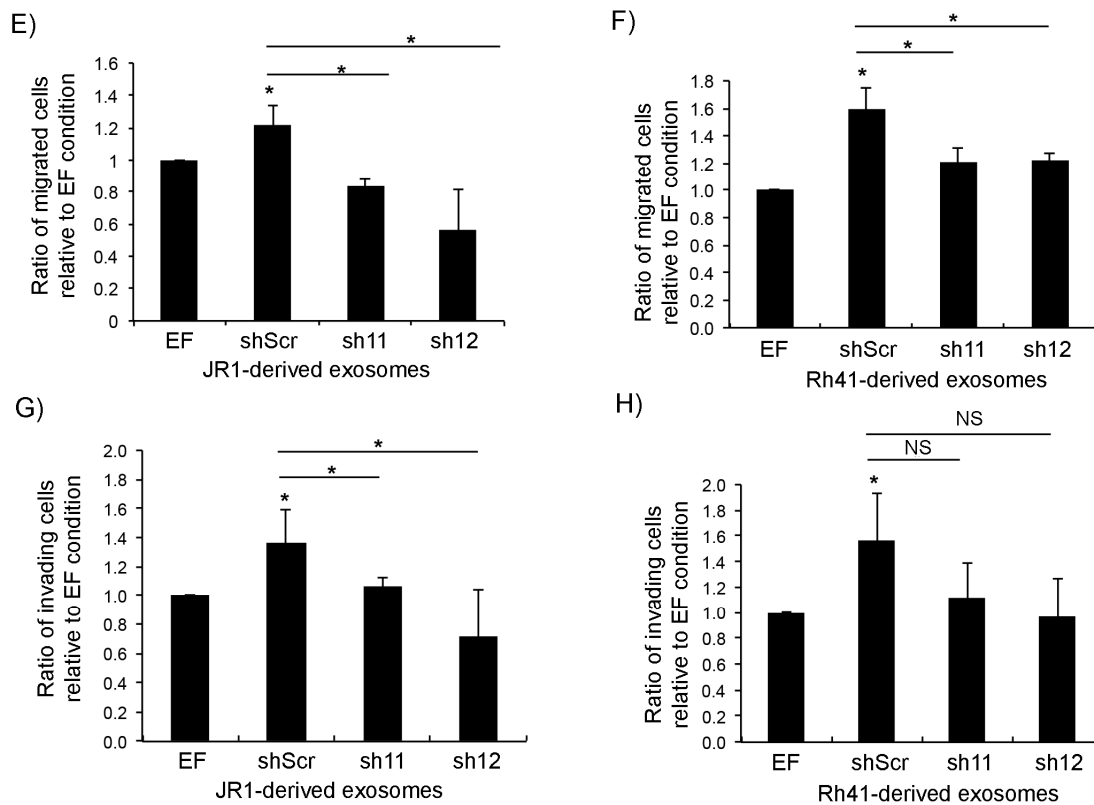 E)
*
*
*
Ratio of migrated cells
relative to EF condition
1.6
1.4
1.2
1
0.8
0.6
0.4
0.2
0
EF shScr sh11 sh12
JR1-derived exosomes
F)
*
*
*
Ratio of migrated cells
relative to EF condition
1.8
1.6
1.4
1.2
1.0
0.8
0.6
0.4
0.2
0.0
EF shScr sh11 sh12
Rh41-derived exosomes
G)
*
*
*
Ratio of invading cells
relative to EF condition
2.0
1.8
1.6
1.4
1.2
1.0
0.8
0.6
0.4
0.2
0.0
EF shScr sh11 sh12
JR1-derived exosomes
H)
NS
NS
*
Ratio of invading cells
relative to EF condition
2.0
1.8
1.6
1.4
1.2
1.0
0.8
0.6
0.4
0.2
0.0
EF shScr sh11 sh12
Rh41-derived exosomes